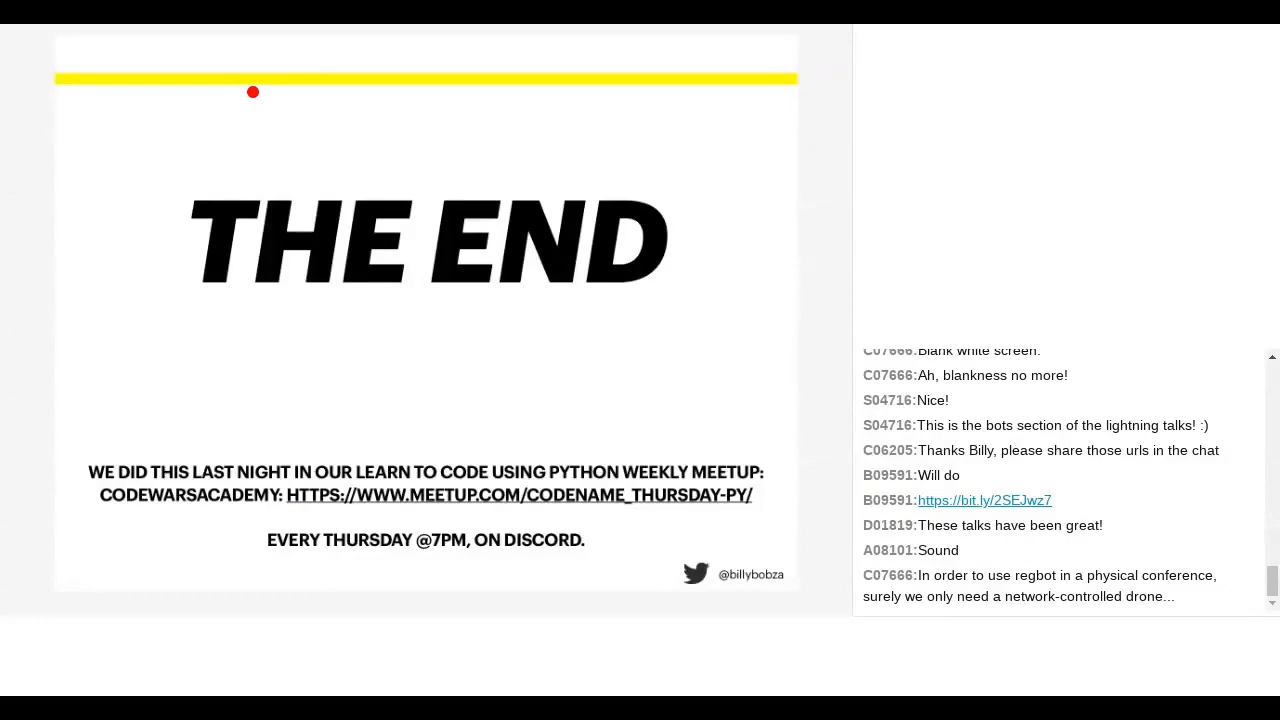 THE END
WE DID THIS LAST NIGHT IN OUR LEARN TO CODE USING PYTHON WEEKLY MEETUP:
CODEWARSACADEMY: HTTPS://WWW.MEETUP.COM/CODENAME_THURSDAY-PY/
EVERY THURSDAY @7PM, ON DISCORD.
@billybobza
C07666:Blank white screen.
C07666:Ah, blankness no more!
S04716:Nice!
S04716:This is the bots section of the lightning talks! :)
C06205:Thanks Billy, please share those urls in the chat
B09591:Will do
B09591:https://bit.ly/2SEJwz7
D01819:These talks have been great!
A08101:Sound
C07666:In order to use regbot in a physical conference,
surely we only need a network-controlled drone...